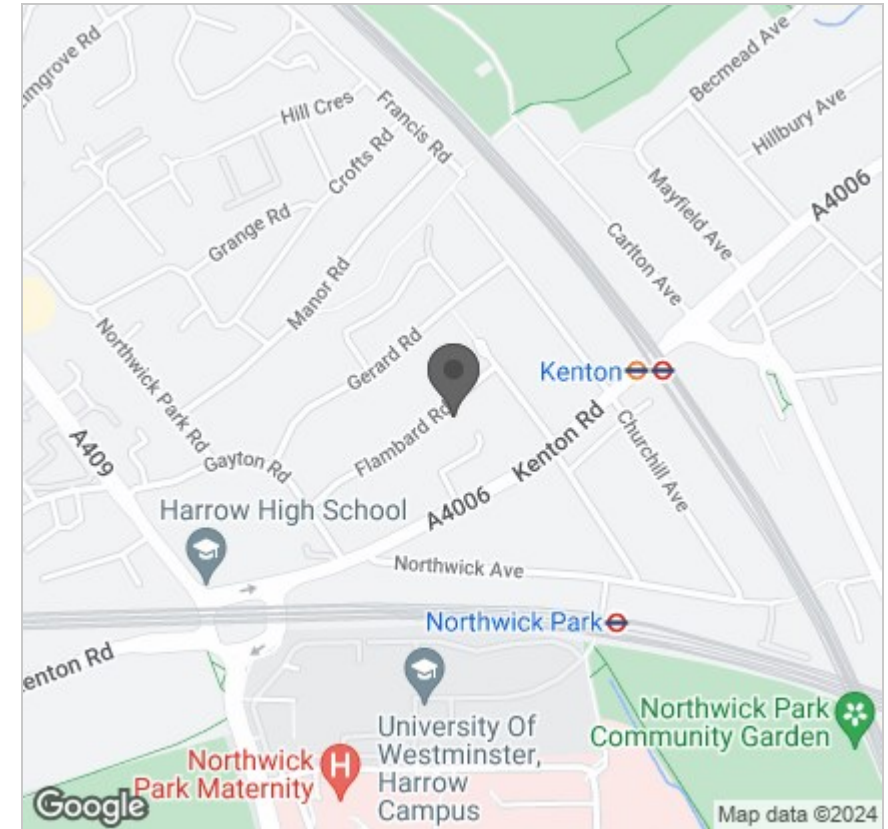 Elmgrove Rd
Hill Cres
Francis Rd
Crofts Rd
Grange Rd
Manor Rd
Becmead Ave
Hillbury Ave
Mayfield Ave
A4006
Carlton Ave
Northwick Park Rd
Gerard Rd
Kenton
A409
Gayton Rd
Flambard Rd
Kenton Rd
Churchill Ave
Harrow High School
A4006
Northwick Ave
Northwick Park
Kenton Rd
University Of
Westminster,
Harrow
Campus
Northwick
Park Maternity
H
Northwick Park
Community Garden
Google
Map data ©2024